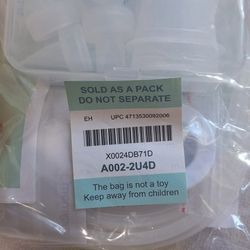 SOLD AS A PACK
DO NOT SEPARATE
EH UPC 4713530092006
X0024DB71D
A002-2U4D
The bag is not a toy
Keep away from children